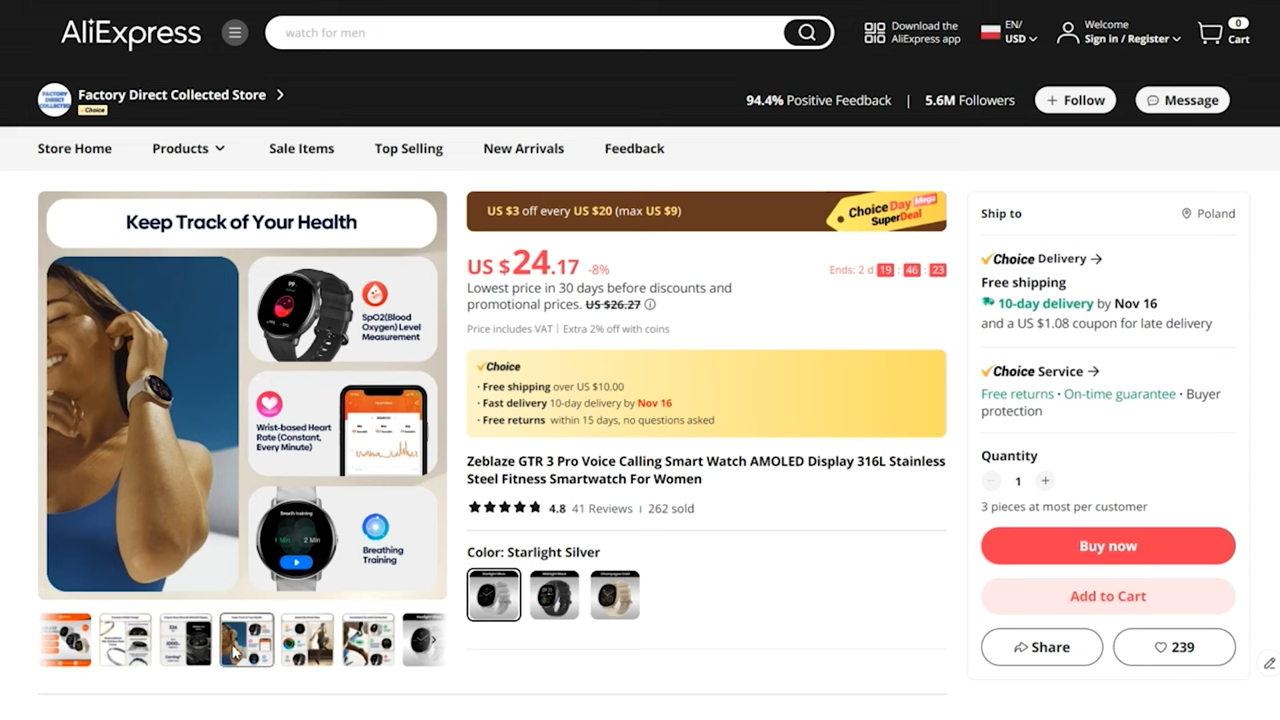 AliExpress
watch for men
Download the
AliExpress app
EN/
USD
Welcome
Sign in / Register
0
Cart
FACTORY
DIRECT
COLLECTED
Factory Direct Collected Store
Choice
94.4% Positive Feedback | 5.6M Followers
+ Follow
Message
Store Home
Products
Sale Items
Top Selling
New Arrivals
Feedback
Keep Track of Your Health
SpO2(Blood
Oxygen) Level
Measurement
Wrist-based Heart
Rate (Constant,
Every Minute)
Breath training
1 Min 2 Min
Breathing
Training
US $3 off every US $20 (max US $9)
Choice Day Mega
SuperDeal
US $24.17 -8%
Ends: 2 d 19 : 46 : 23
Lowest price in 30 days before discounts and
promotional prices. US $26.27
Price includes VAT | Extra 2% off with coins
Choice
· Free shipping over US $10.00
· Fast delivery 10-day delivery by Nov 16
· Free returns within 15 days, no questions asked
Zeblaze GTR 3 Pro Voice Calling Smart Watch AMOLED Display 316L Stainless
Steel Fitness Smartwatch For Women
4.8 41 Reviews | 262 sold
Color: Starlight Silver
Ship to
Poland
Choice Delivery
Free shipping
10-day delivery by Nov 16
and a US $1.08 coupon for late delivery
Choice Service
Free returns · On-time guarantee · Buyer
protection
Quantity
1
3 pieces at most per customer
Buy now
Add to Cart
Share
239